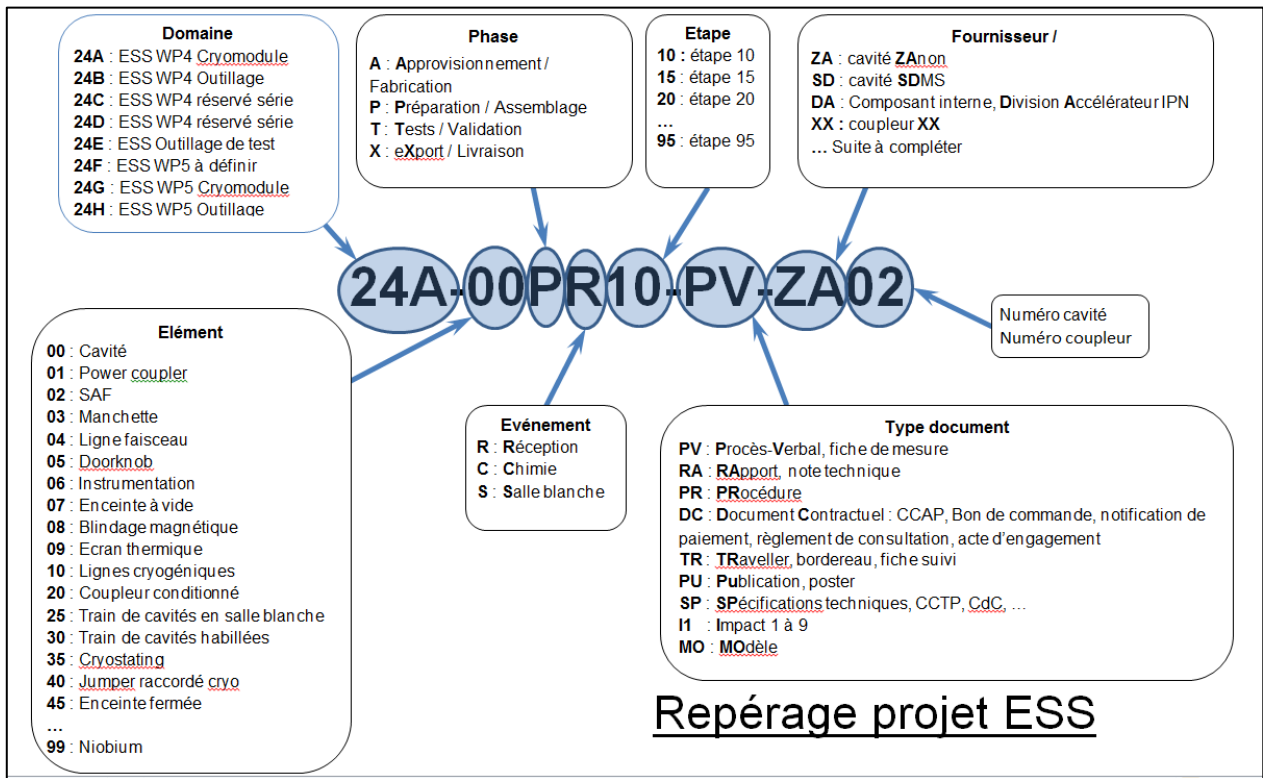 Domaine
24A : ESS WP4 Cryomodule
24B : ESS WP4 Outillage
24C : ESS WP4 réservé série
24D : ESS WP4 réservé série
24E : ESS Outillage de test
24F : ESS WP5 à définir
24G : ESS WP5 Cryomodule
24H : ESS WP5 Outillage
Phase
A : Approvisionnement /
Fabrication
P : Préparation / Assemblage
T : Tests / Validation
X : eXport / Livraison
Etape
10 : étape 10
15 : étape 15
20 : étape 20
...
95 : étape 95
Fournisseur /
ZA : cavité ZAnon
SD : cavité SDMS
DA : Composant interne, Division Accélérateur IPN
XX : coupleur XX
... Suite à compléter
24A-00PR10-PV-ZA02
Numéro cavité
Numéro coupleur
Elément
00 : Cavité
01 : Power coupler
02 : SAF
03 : Manchette
04 : Ligne faisceau
05 : Doorknob
06 : Instrumentation
07 : Enceinte à vide
08 : Blindage magnétique
09 : Ecran thermique
10 : Lignes cryogéniques
20 : Coupleur conditionné
25 : Train de cavités en salle blanche
30 : Train de cavités habillées
35 : Cryostating
40 : Jumper raccordé cryo
45 : Enceinte fermée
...
99 : Niobium
Evénement
R : Réception
C : Chimie
S : Salle blanche
Type document
PV : Procès-Verbal, fiche de mesure
RA : RApport, note technique
PR : PRocédure
DC : Document Contractuel : CCAP, Bon de commande, notification de
paiement, règlement de consultation, acte d'engagement
TR : TRaveller, bordereau, fiche suivi
PU : Publication, poster
SP : SPécifications techniques, CCTP, CdC, ...
I1 : Impact 1 à 9
MO : MOdèle
Repérage projet ESS